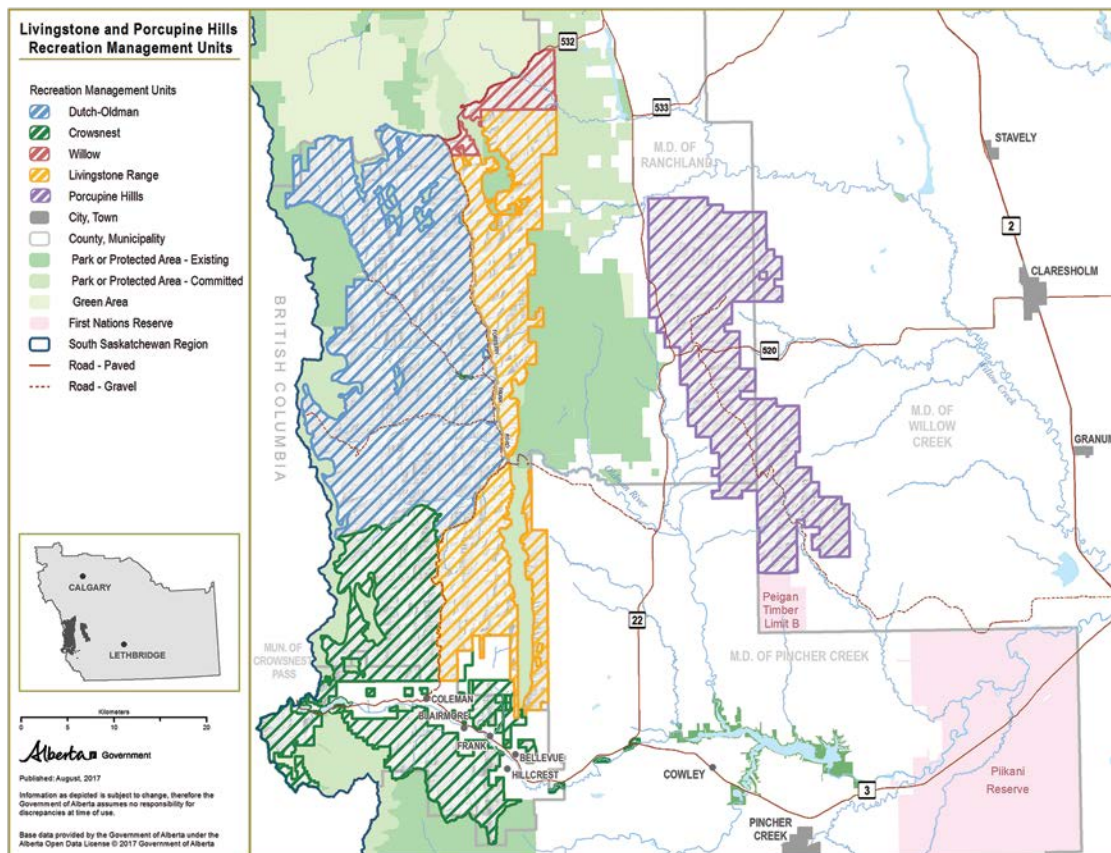 Livingstone and Porcupine Hills
Recreation Management Units
Recreation Management Units
Dutch-Oldman
Crowsnest
Willow
Livingstone Range
Porcupine Hillls
City, Town
County, Municipality
Park or Protected Area - Existing
Park or Protected Area - Committed
Green Area
First Nations Reserve
South Saskatchewan Region
Road - Paved
Road - Gravel
CALGARY
LETHBRIDGE
Kilometers
0 5 10 20
Alberta Government
Published: August, 2017
Information as depicted is subject to change, therefore the
Government of Alberta assumes no responsibility for
discrepancies at time of use.
Base data provided by the Government of Alberta under the
Alberta Open Data License © 2017 Government of Alberta
532
533
M.D. OF
RANCHLAND
STAVELY
2
CLARESHOLM
BRITISH COLUMBIA
520
Willow Creek
M.D. OF
WILLOW
CREEK
GRANUM
Oldman River
Peigan
Timber
Limit B
22
MUN. OF
CROWSNEST
PASS
M.D. OF PINCHER CREEK
COLEMAN
BLAIRMORE
FRANK
BELLEVUE
HILLCREST
COWLEY
3
Piikani
Reserve
PINCHER
CREEK